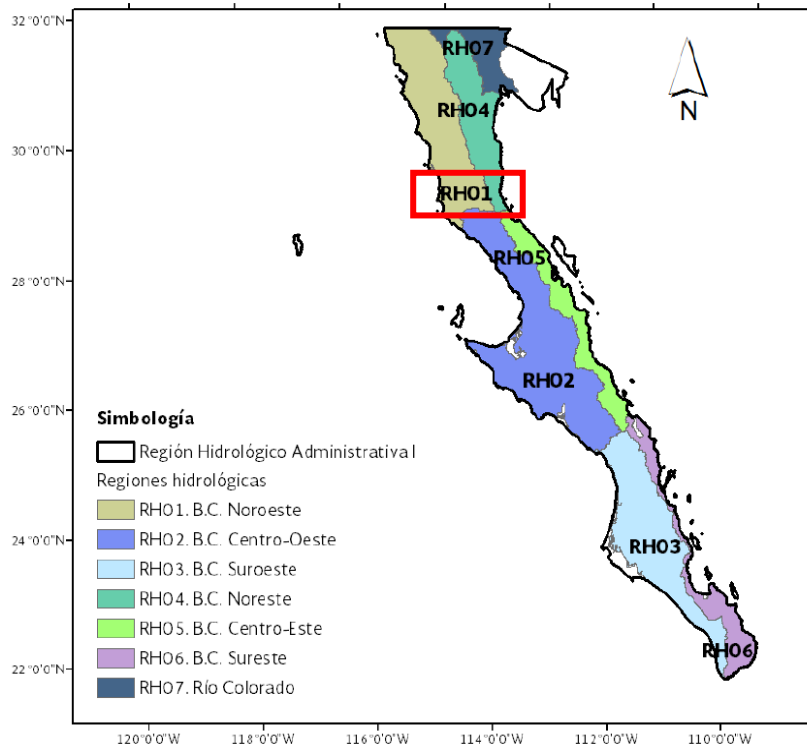 32°0'0"N
30°0'0"N
28°0'0"N
26°0'0"N
24°0'0"N
22°0'0"N
RH07
RH04
RH01
RH05
RH02
RH03
RH06
N
Simbología
Región Hidrológico Administrativa I
Regiones hidrológicas
RH01. B.C. Noroeste
RH02. B.C. Centro-Oeste
RH03. B.C. Suroeste
RH04. B.C. Noreste
RH05. B.C. Centro-Este
RH06. B.C. Sureste
RH07. Río Colorado
120°0'0"W 118°0'0"W 116°0'0"W 114°0'0"W 112°0'0"W 110°0'0"W